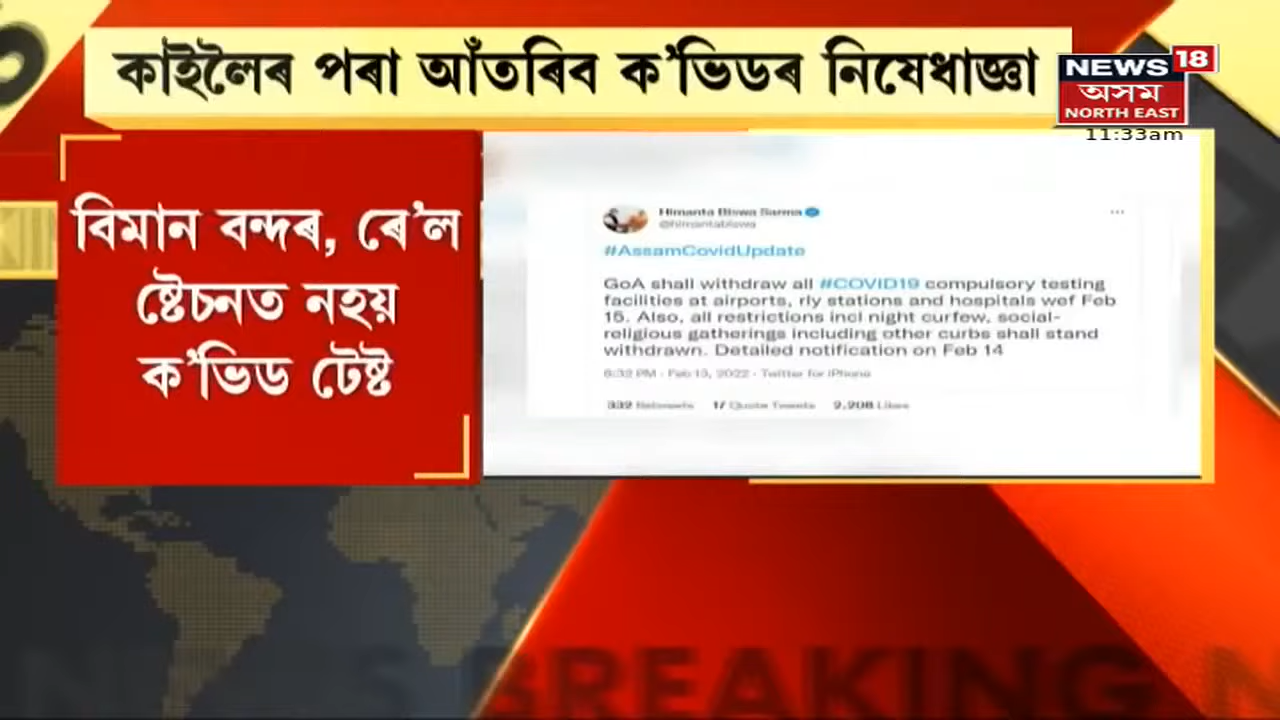 কাইলৈৰ পৰা আঁতৰিব ক'ভিডৰ নিষেধাজ্ঞা
NEWS 18
অসম
NORTH EAST
11:33am
বিমান বন্দৰ, ৰে'ল
ষ্টেচনত নহয়
ক'ভিড টেষ্ট
Himanta Biswa Sarma
@himantabiswa
#AssamCovidUpdate
GoA shall withdraw all #COVID19 compulsory testing
facilities at airports, rly stations and hospitals wef Feb
15. Also, all restrictions incl night curfew, social-
religious gatherings including other curbs shall stand
withdrawn. Detailed notification on Feb 14
6:32 PM · Feb 13, 2022 · Twitter for iPhone
332 Retweets 17 Quote Tweets 2,208 Likes
BREAKING